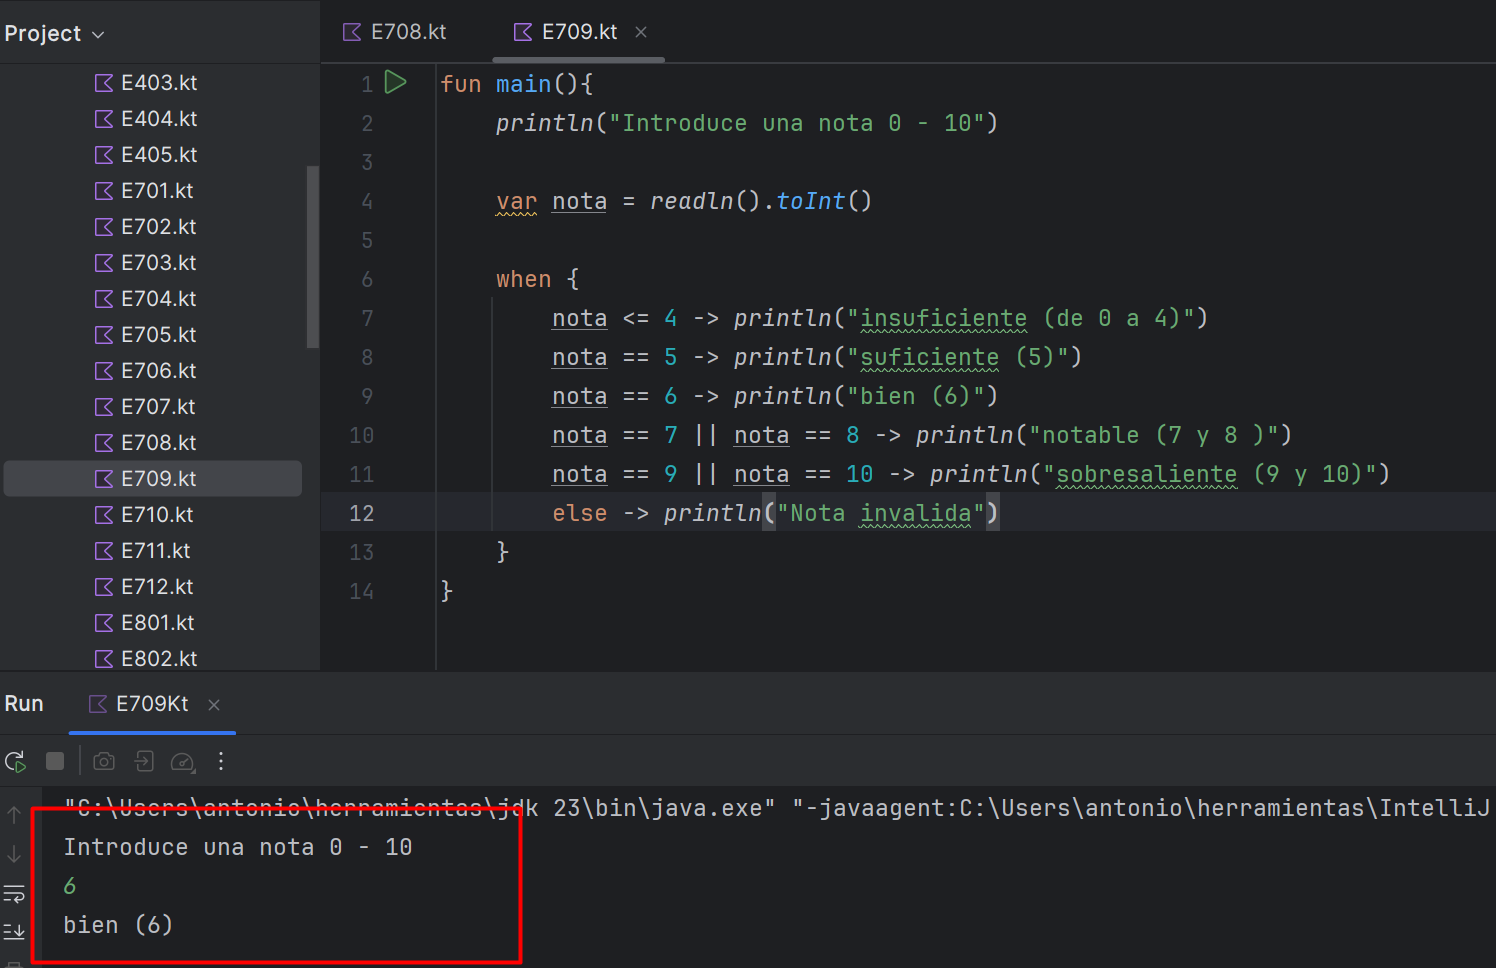 Project
E403.kt
E404.kt
E405.kt
E701.kt
E702.kt
E703.kt
E704.kt
E705.kt
E706.kt
E707.kt
E708.kt
E709.kt
E710.kt
E711.kt
E712.kt
E801.kt
E802.kt
E708.kt E709.kt ×
1 fun main(){
2 println("Introduce una nota 0 - 10")
3
4 var nota = readln().toInt()
5
6 when {
7 nota <= 4 -> println("insuficiente (de 0 a 4)")
8 nota == 5 -> println("suficiente (5)")
9 nota == 6 -> println("bien (6)")
10 nota == 7 || nota == 8 -> println("notable (7 y 8 )")
11 nota == 9 || nota == 10 -> println("sobresaliente (9 y 10)")
12 else -> println("Nota invalida")
13 }
14 }
Run E709Kt ×
"C:\Users\antonio\herramientas\jdk 23\bin\java.exe" "-javaagent:C:\Users\antonio\herramientas\IntelliJ
Introduce una nota 0 - 10
6
bien (6)